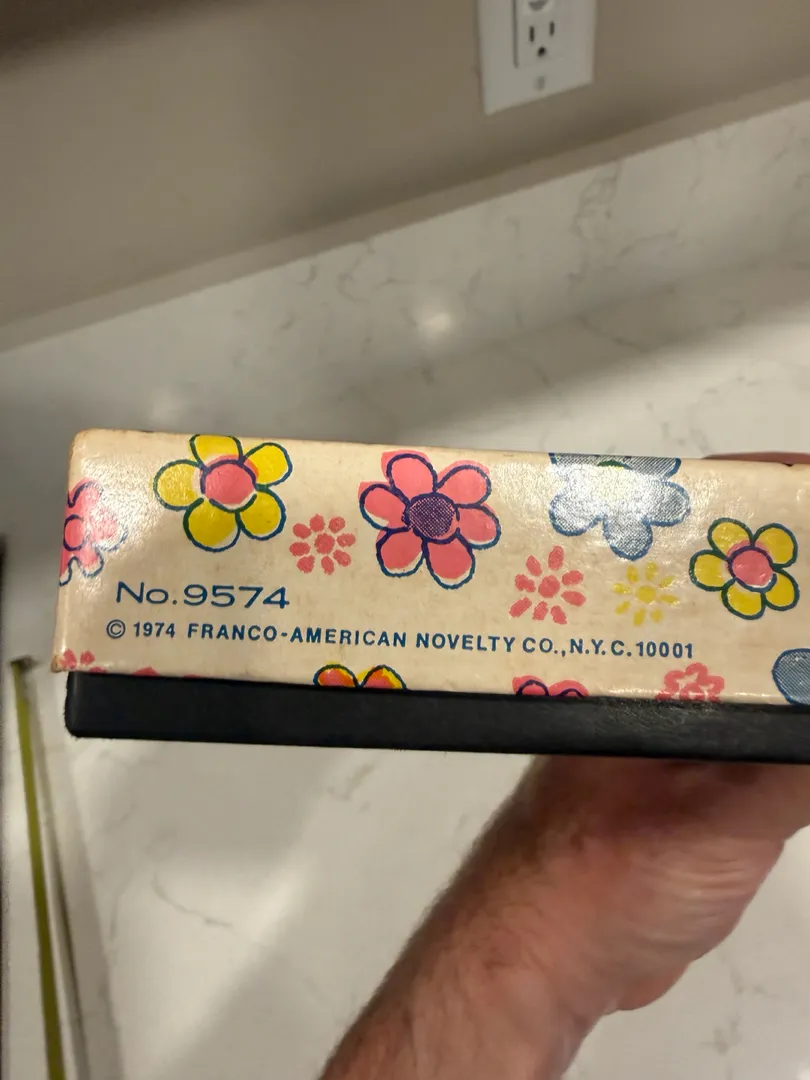 No.9574
© 1974 FRANCO-AMERICAN NOVELTY CO., N.Y.C. 10001